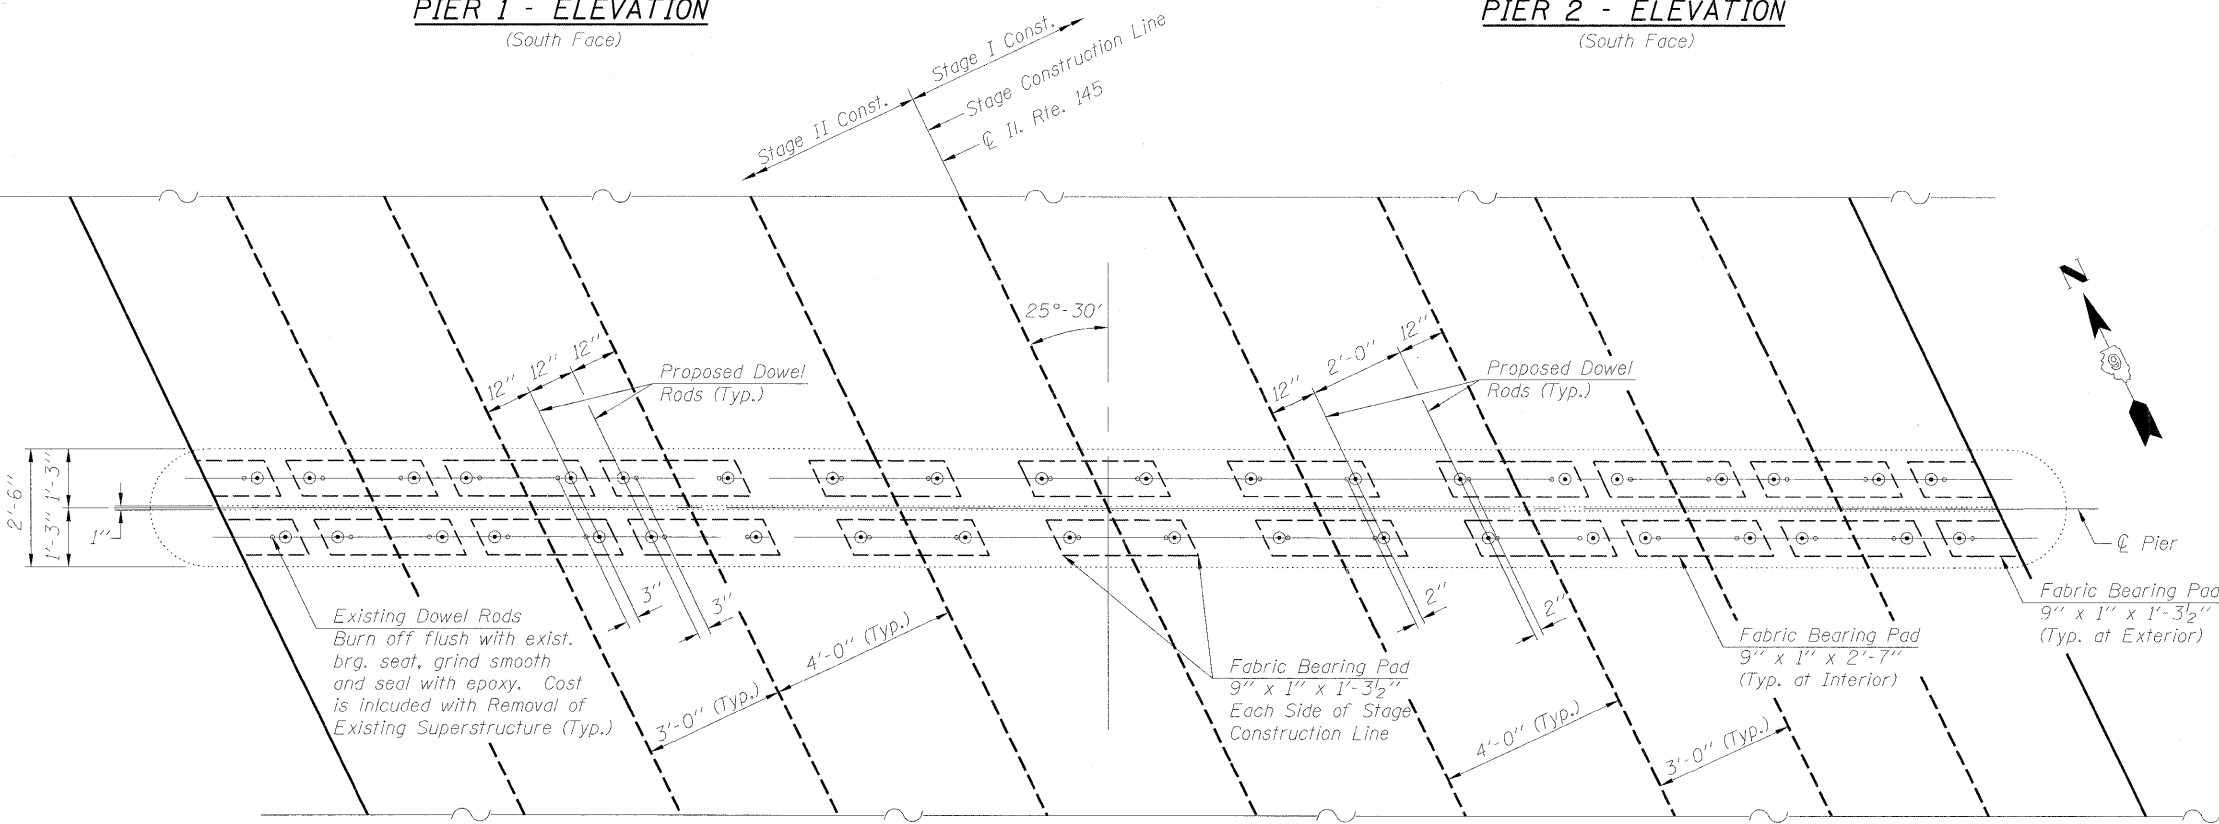 PIER 1 - ELEVATION
(South Face)
PIER 2 - ELEVATION
(South Face)
Stage I Const.
Stage II Const.
Stage Construction Line
℄ Il. Rte. 145
25°-30'
N
9
12"
12"
12"
Proposed Dowel
Rods (Typ.)
12"
2'-0"
12"
Proposed Dowel
Rods (Typ.)
2'-6"
1'-3"
1'-3"
1"
3"
3"
2"
2"
℄ Pier
Existing Dowel Rods
Burn off flush with exist.
brg. seat, grind smooth
and seal with epoxy. Cost
is inlcuded with Removal of
Existing Superstructure (Typ.)
3'-0" (Typ.)
4'-0" (Typ.)
Fabric Bearing Pad
9" x 1" x 1'-3½"
Each Side of Stage
Construction Line
4'-0" (Typ.)
3'-0" (Typ.)
Fabric Bearing Pad
9" x 1" x 2'-7"
(Typ. at Interior)
Fabric Bearing Pad
9" x 1" x 1'-3½"
(Typ. at Exterior)